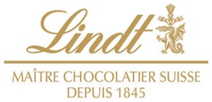 Lindt
MAÎTRE CHOCOLATIER SUISSE
DEPUIS 1845